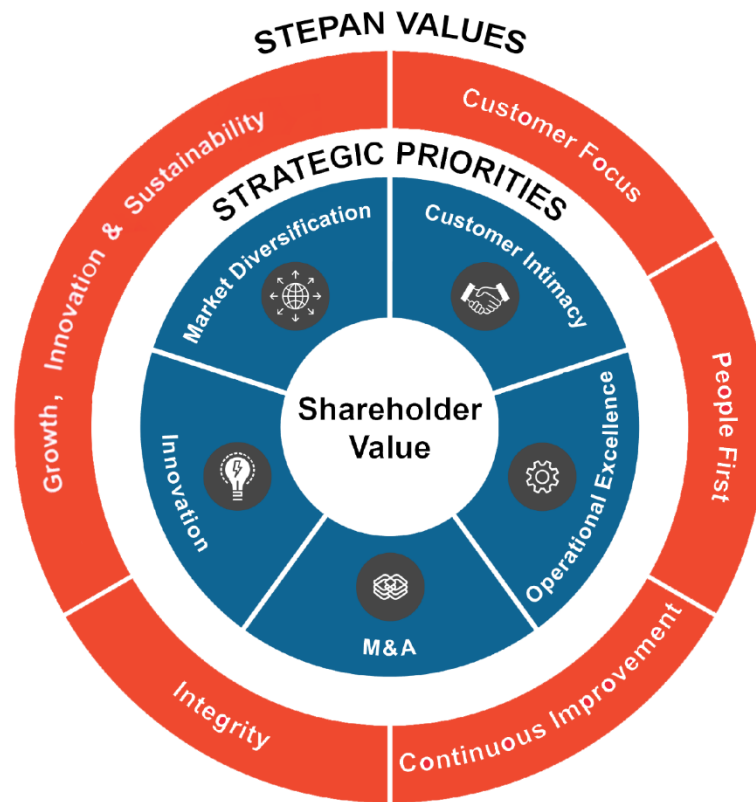 STEPAN VALUES
Customer Focus
People First
Continuous Improvement
Integrity
Growth, Innovation & Sustainability
STRATEGIC PRIORITIES
Customer Intimacy
Operational Excellence
M&A
Innovation
Market Diversification
Shareholder
Value